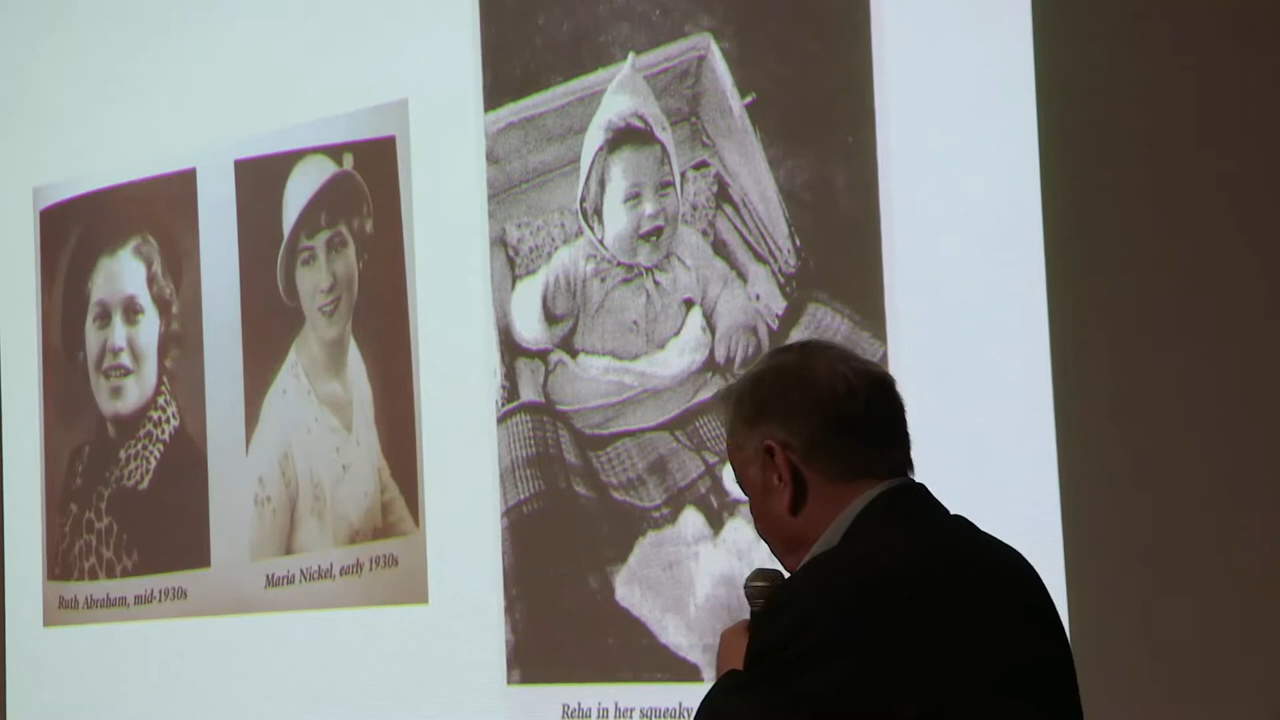 Ruth Abraham, mid-1930s
Maria Nickel, early 1930s
Reha in her squeaky